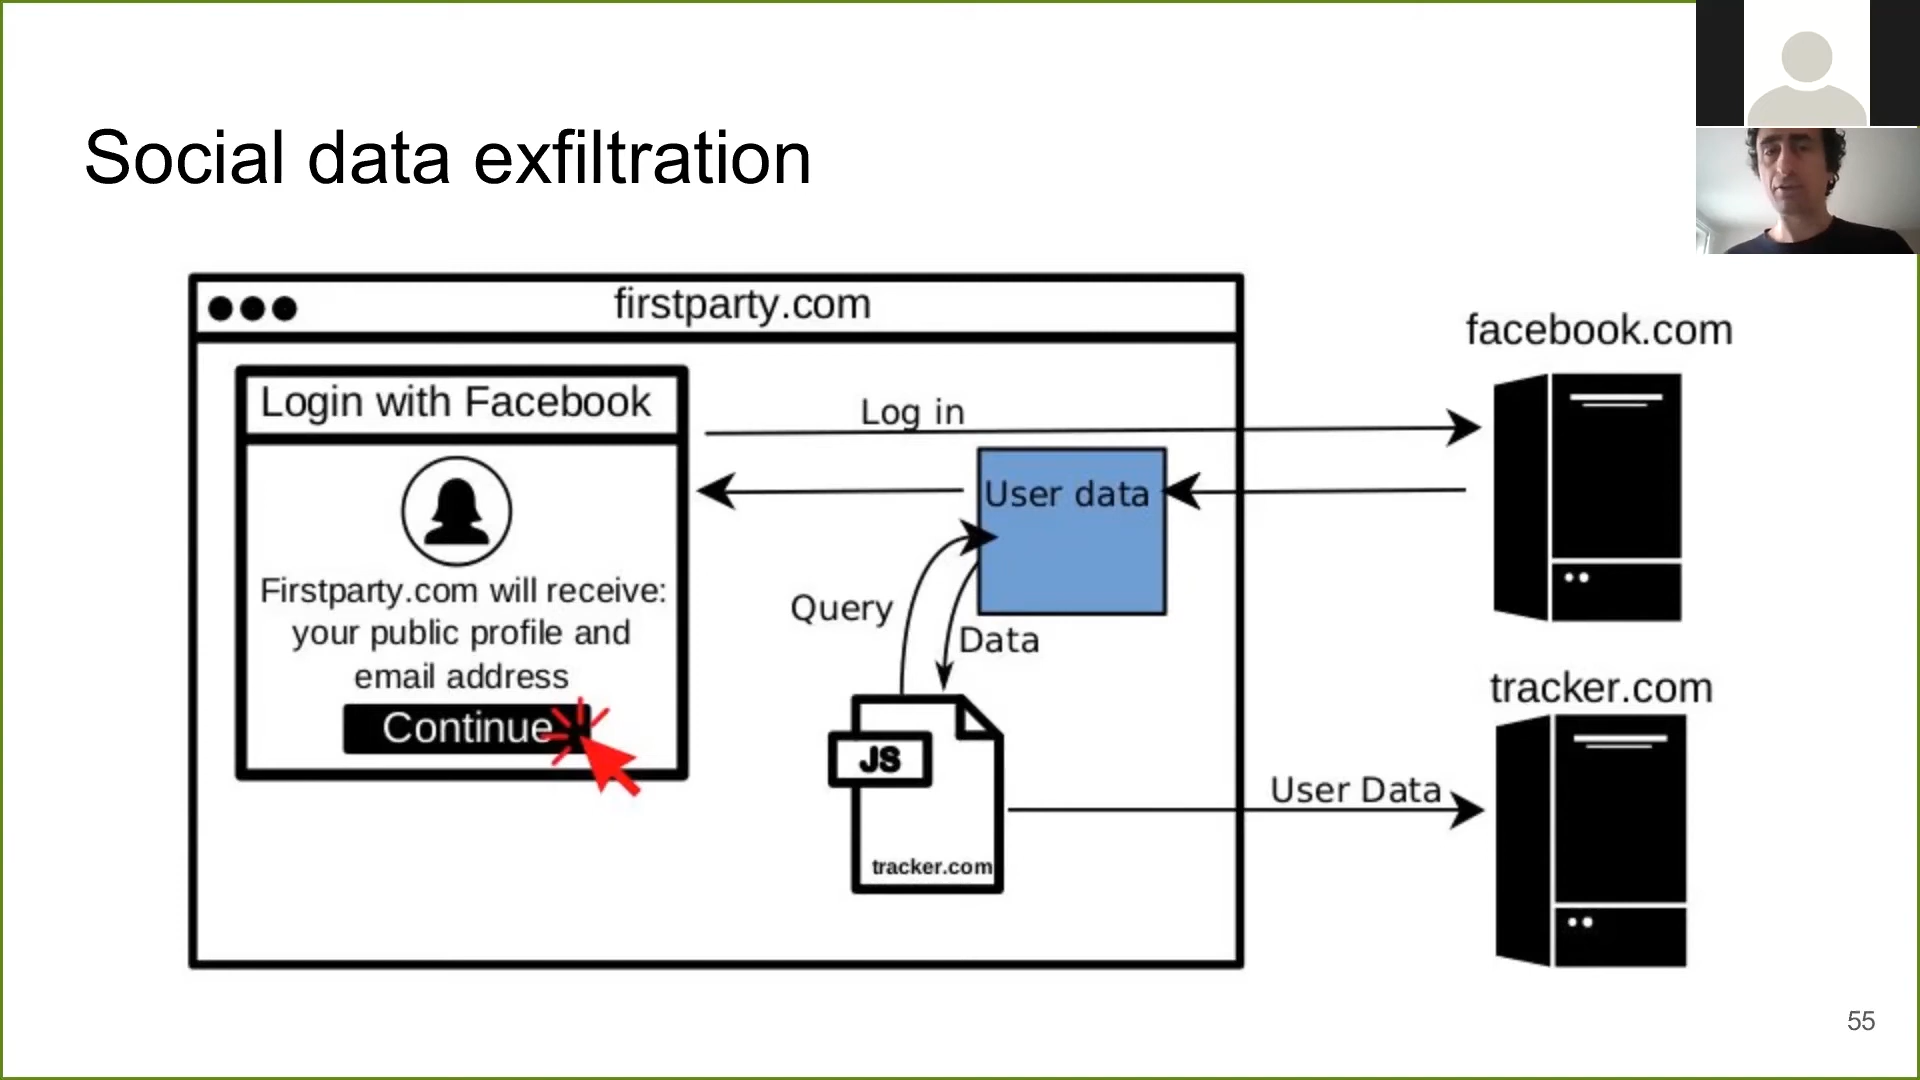 Social data exfiltration
firstparty.com
facebook.com
Login with Facebook
Log in
User data
Firstparty.com will receive:
your public profile and
email address
Continue
Query
Data
JS
tracker.com
tracker.com
User Data
55